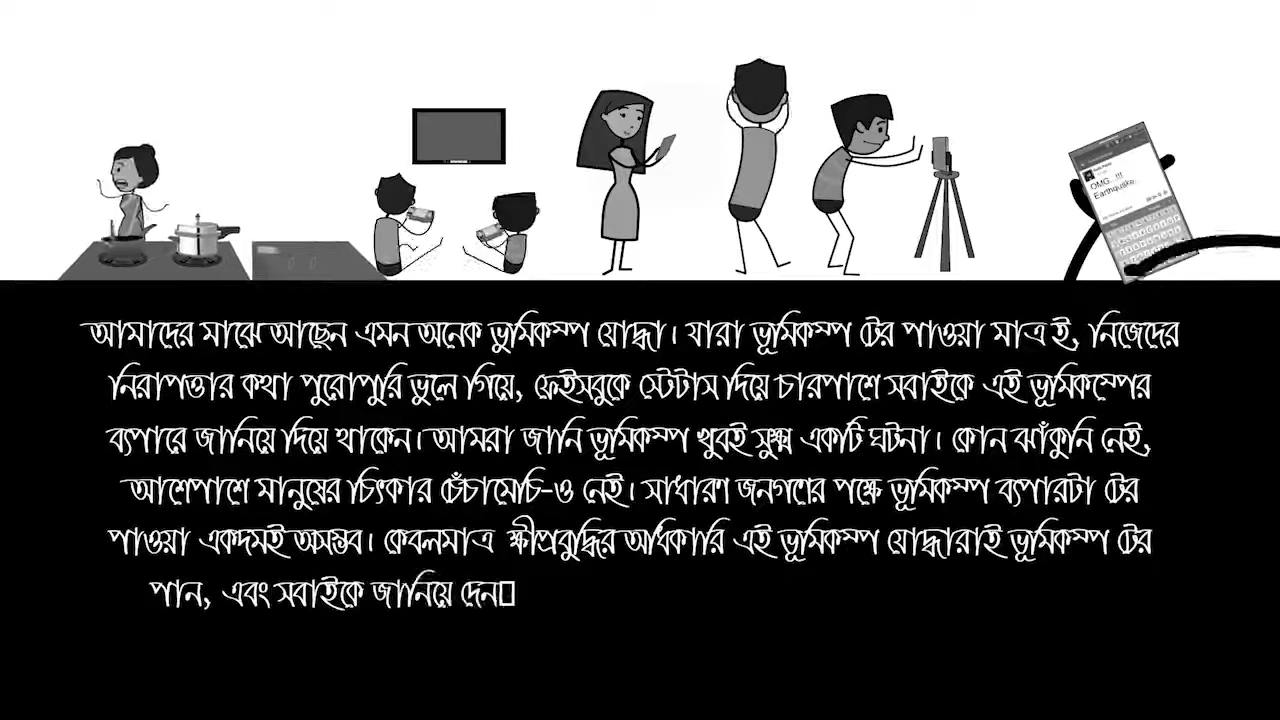 OMG...!!!
Earthquake..
আমাদের মাঝে আছেন এমন অনেক ভুমিকম্প যোদ্ধা। যারা ভূমিকম্প টের পাওয়া মাত্র ই, নিজেদের
নিরাপত্তার কথা পুরোপুরি ভুলে গিয়ে, ফেইসবুকে স্টেটাস দিয়ে চারপাশে সবাইকে এই ভূমিকম্পের
ব্যপারে জানিয়ে দিয়ে থাকেন। আমরা জানি ভূমিকম্প খুবই সুক্ষ্ম একটি ঘটনা। কোন ঝাঁকুনি নেই,
আশেপাশে মানুষের চিৎকার চেঁচামেচি-ও নেই। সাধারণ জনগণের পক্ষে ভূমিকম্প ব্যপারটা টের
পাওয়া একদমই অসম্ভব। কেবলমাত্র ক্ষীপ্রবুদ্ধির অধিকারি এই ভূমিকম্প যোদ্ধারাই ভূমিকম্প টের
পান, এবং সবাইকে জানিয়ে দেন